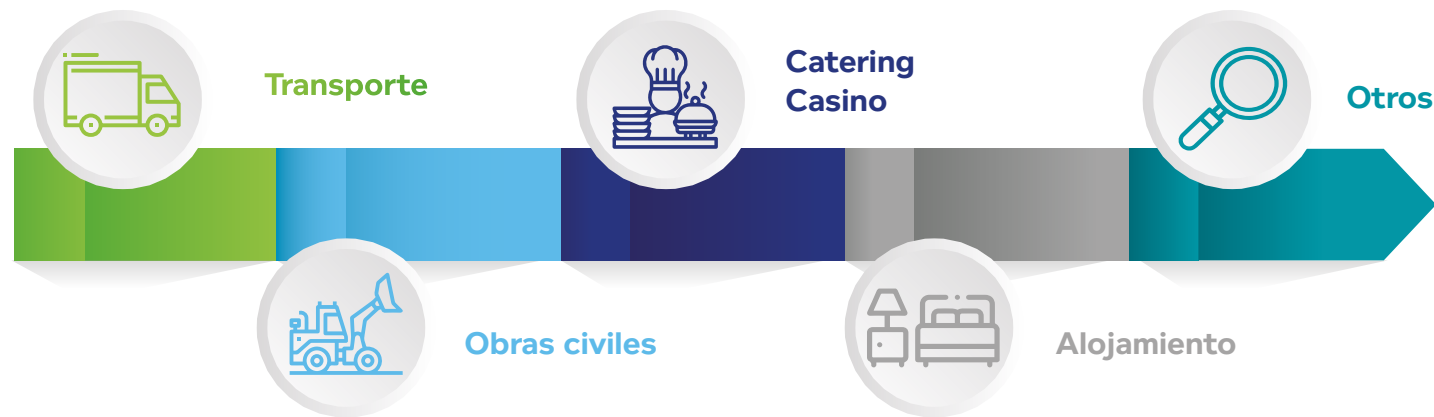 Transporte
Obras civiles
Catering
Casino
Alojamiento
Otros